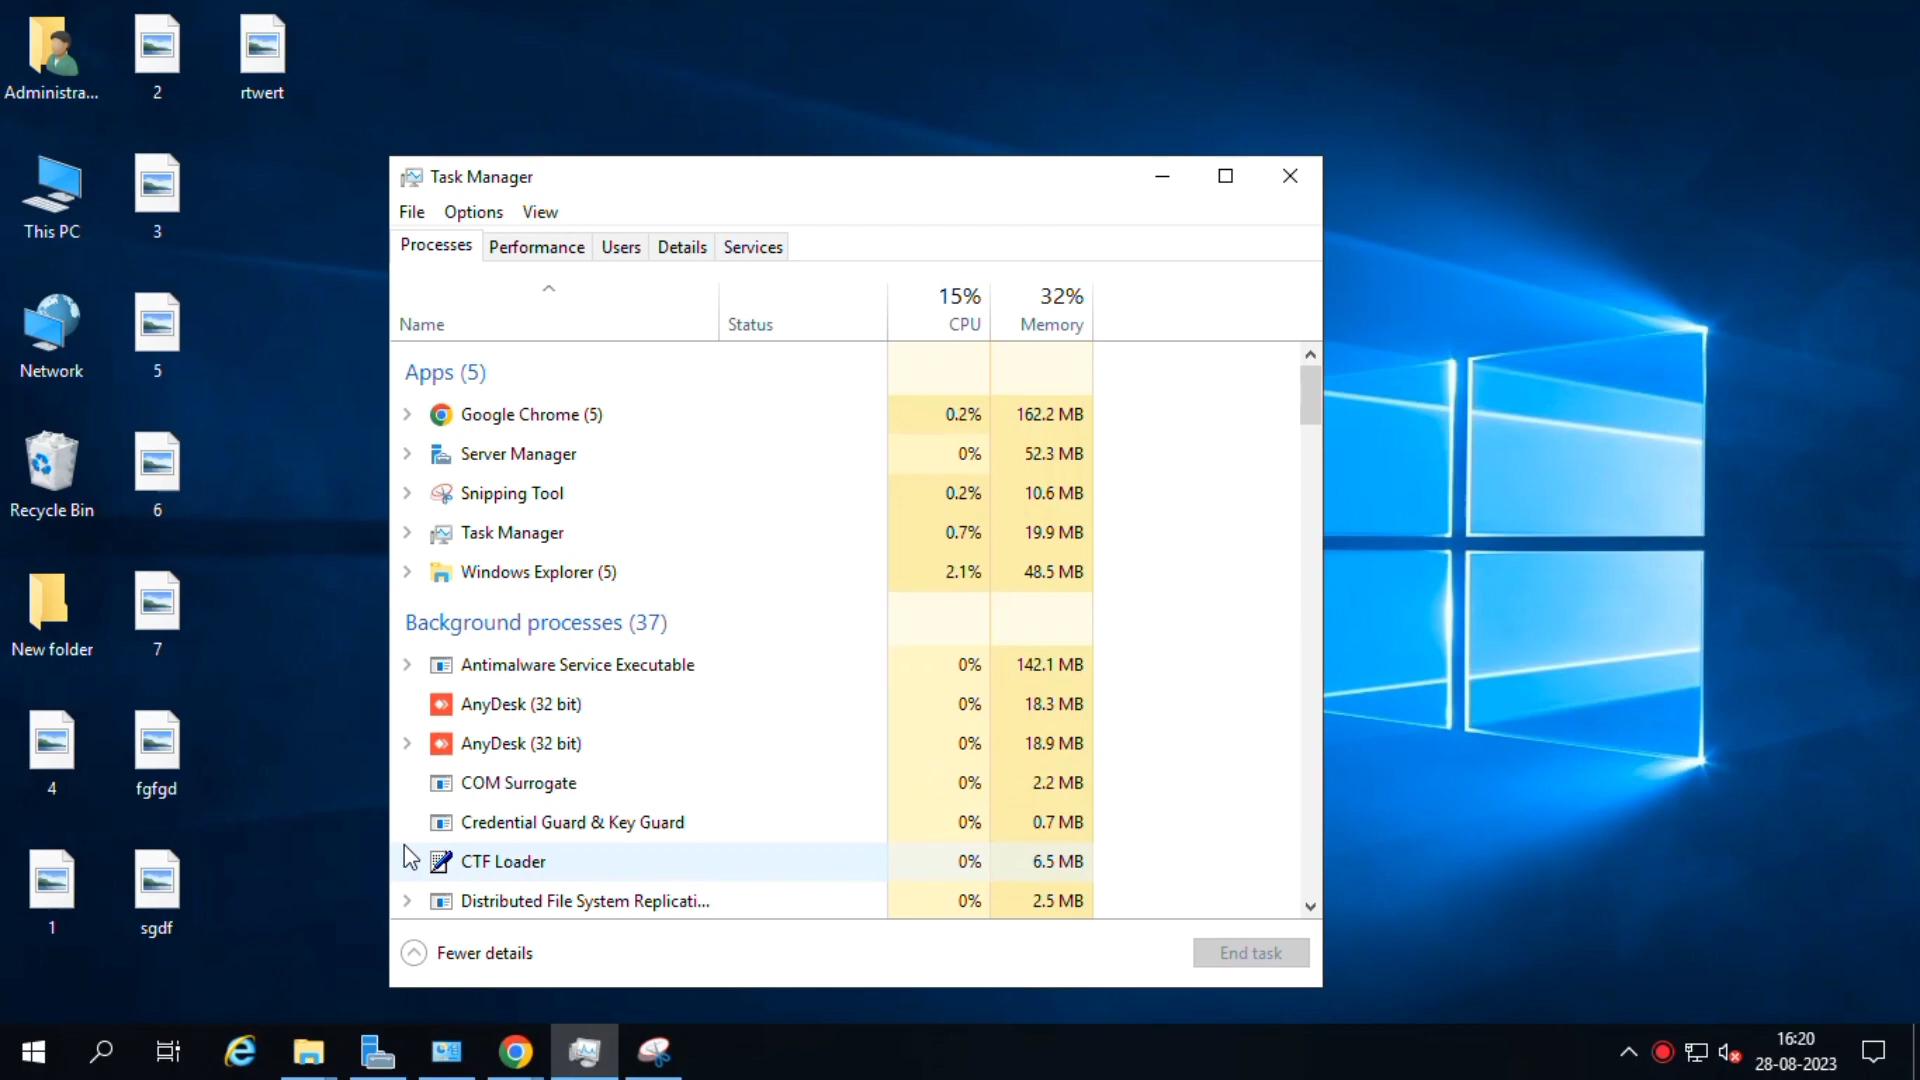 Administra...
2
rtwert
This PC
3
Network
5
Recycle Bin
6
New folder
7
4
fgfgd
1
sgdf
Task Manager
File Options View
Processes Performance Users Details Services
15% 32%
Name Status CPU Memory
Apps (5)
Google Chrome (5) 0.2% 162.2 MB
Server Manager 0% 52.3 MB
Snipping Tool 0.2% 10.6 MB
Task Manager 0.7% 19.9 MB
Windows Explorer (5) 2.1% 48.5 MB
Background processes (37)
Antimalware Service Executable 0% 142.1 MB
AnyDesk (32 bit) 0% 18.3 MB
AnyDesk (32 bit) 0% 18.9 MB
COM Surrogate 0% 2.2 MB
Credential Guard & Key Guard 0% 0.7 MB
CTF Loader 0% 6.5 MB
Distributed File System Replicati... 0% 2.5 MB
Fewer details End task
16:20
28-08-2023